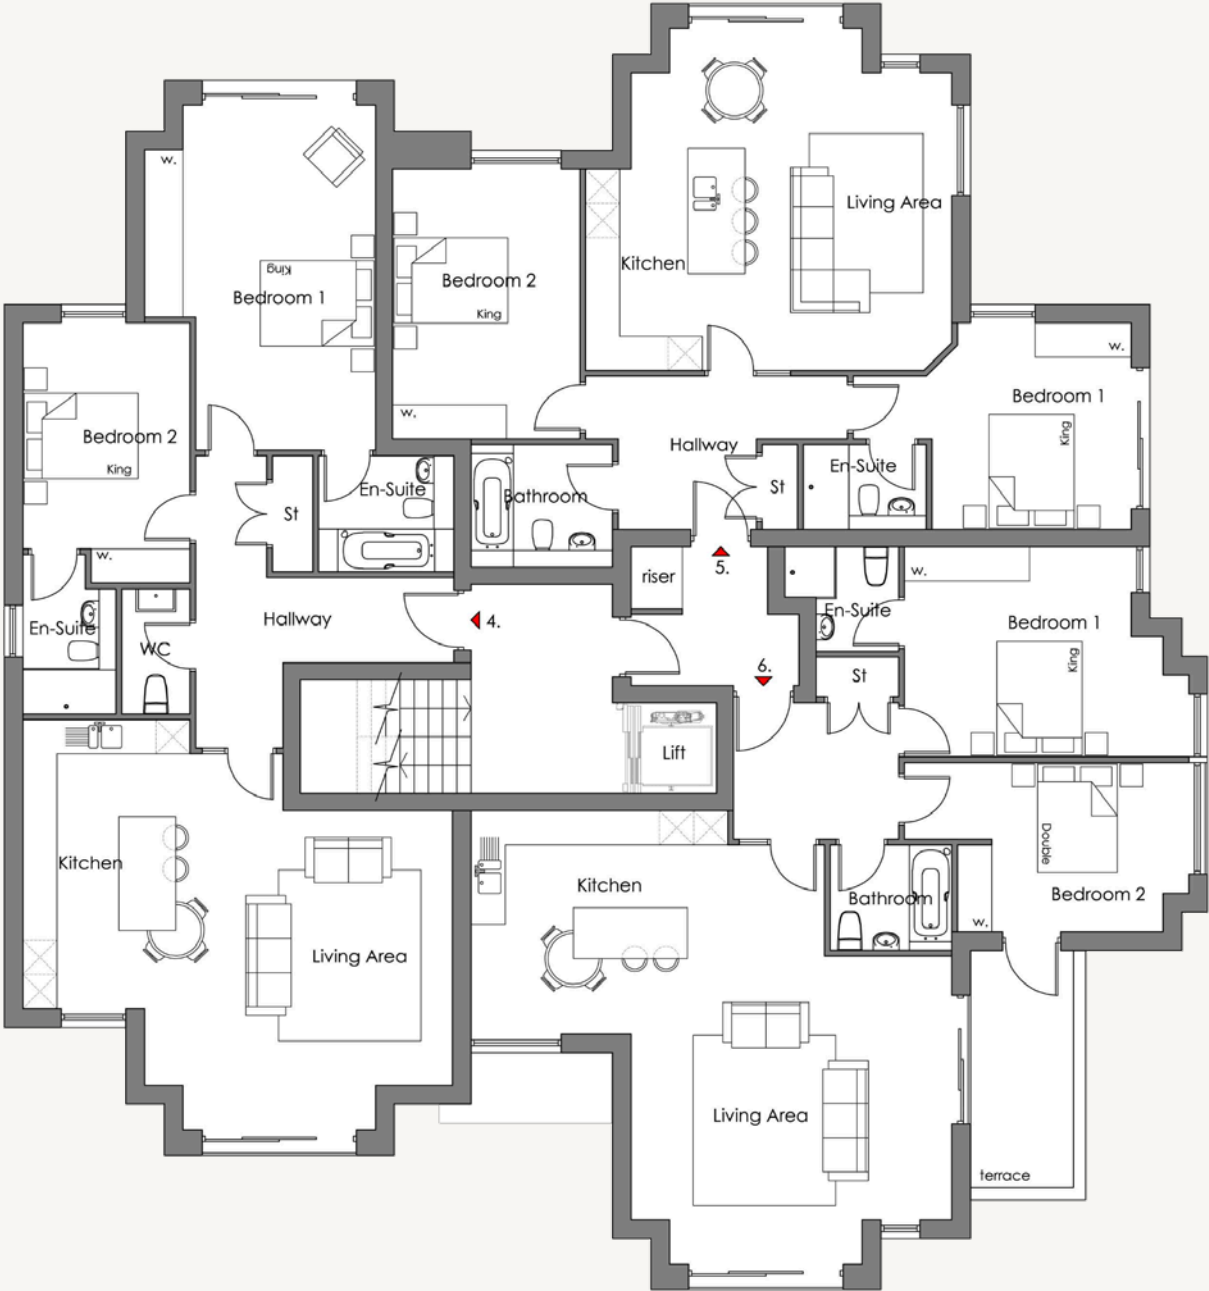 Living Area
w.
Kitchen
Bedroom 2
King
King
Bedroom 1
w.
Bedroom 1
King
w.
Hallway
Bedroom 2
King
En-Suite
En-Suite
St
Bathroom
St
w.
5.
riser
w.
En-Suite
Hallway
4.
Bedroom 1
King
En-Suite
WC
6.
St
Lift
Double
Kitchen
Kitchen
Bathroom
Bedroom 2
w.
Living Area
Living Area
terrace